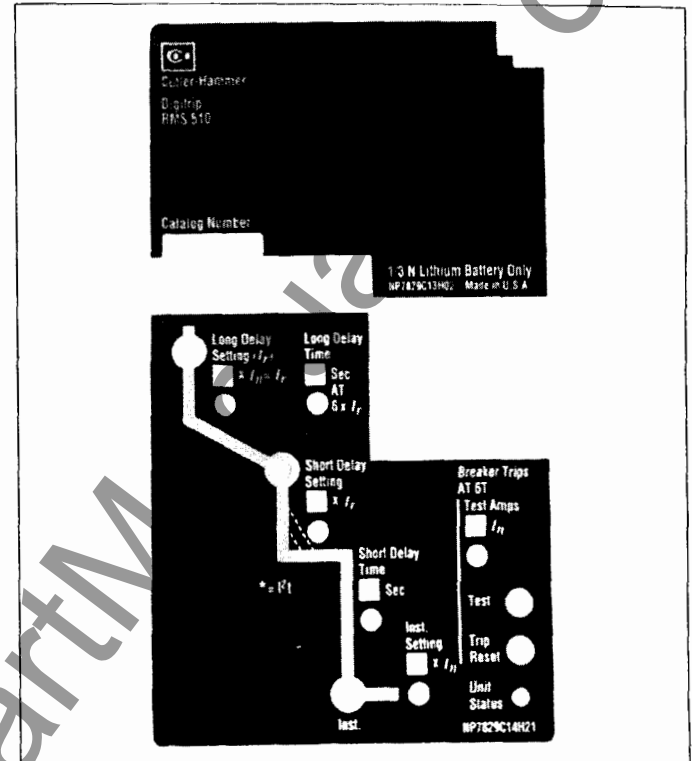 Cutler-Hammer
Digitrip
RMS 510
Catalog Number
1/3 N Lithium Battery Only
NP7829C13H02 Made in U.S.A.
Long Delay
Setting (Ir)
x In = Ir
Long Delay
Time
Sec
AT
6 x Ir
Short Delay
Setting
x Ir
* = I²t
Short Delay
Time
Sec
Inst.
Setting
x In
Inst.
Breaker Trips
AT 6T
Test Amps
In
Test
Trip
Reset
Unit
Status
NP7829C14H21